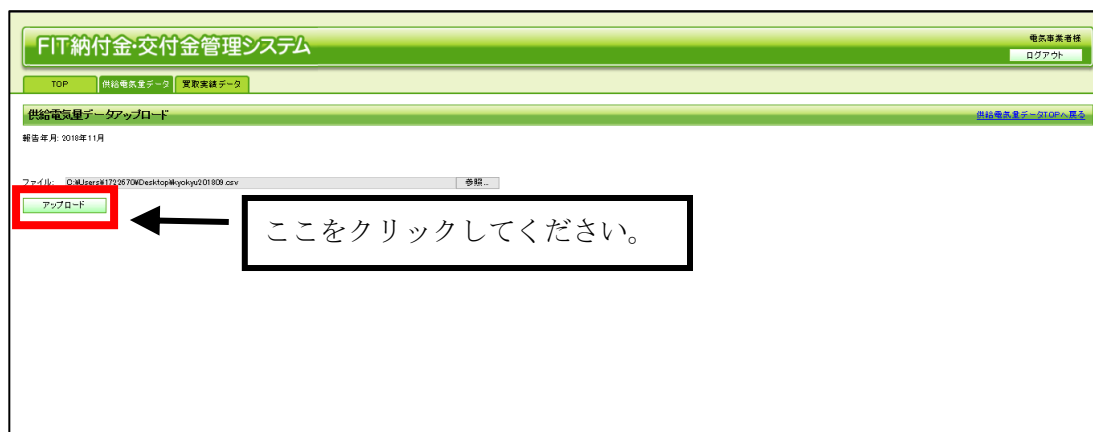 FIT納付金・交付金管理システム
電気事業者様
ログアウト
TOP 供給電気量データ 買取実績データ
供給電気量データアップロード
供給電気量データTOPへ戻る
報告年月: 2018年11月
ファイル: C:¥Users¥1722670¥Desktop¥kyokyu201809.csv 参照...
アップロード
ここをクリックしてください。